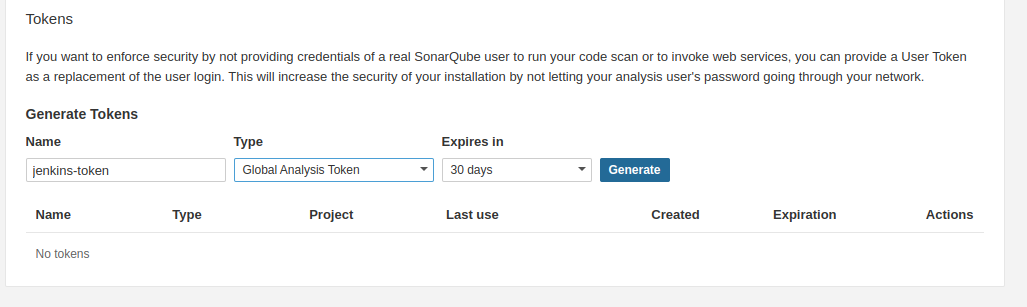 Tokens
If you want to enforce security by not providing credentials of a real SonarQube user to run your code scan or to invoke web services, you can provide a User Token
as a replacement of the user login. This will increase the security of your installation by not letting your analysis user's password going through your network.
Generate Tokens
Name Type Expires in
jenkins-token Global Analysis Token 30 days Generate
Name Type Project Last use Created Expiration Actions
No tokens